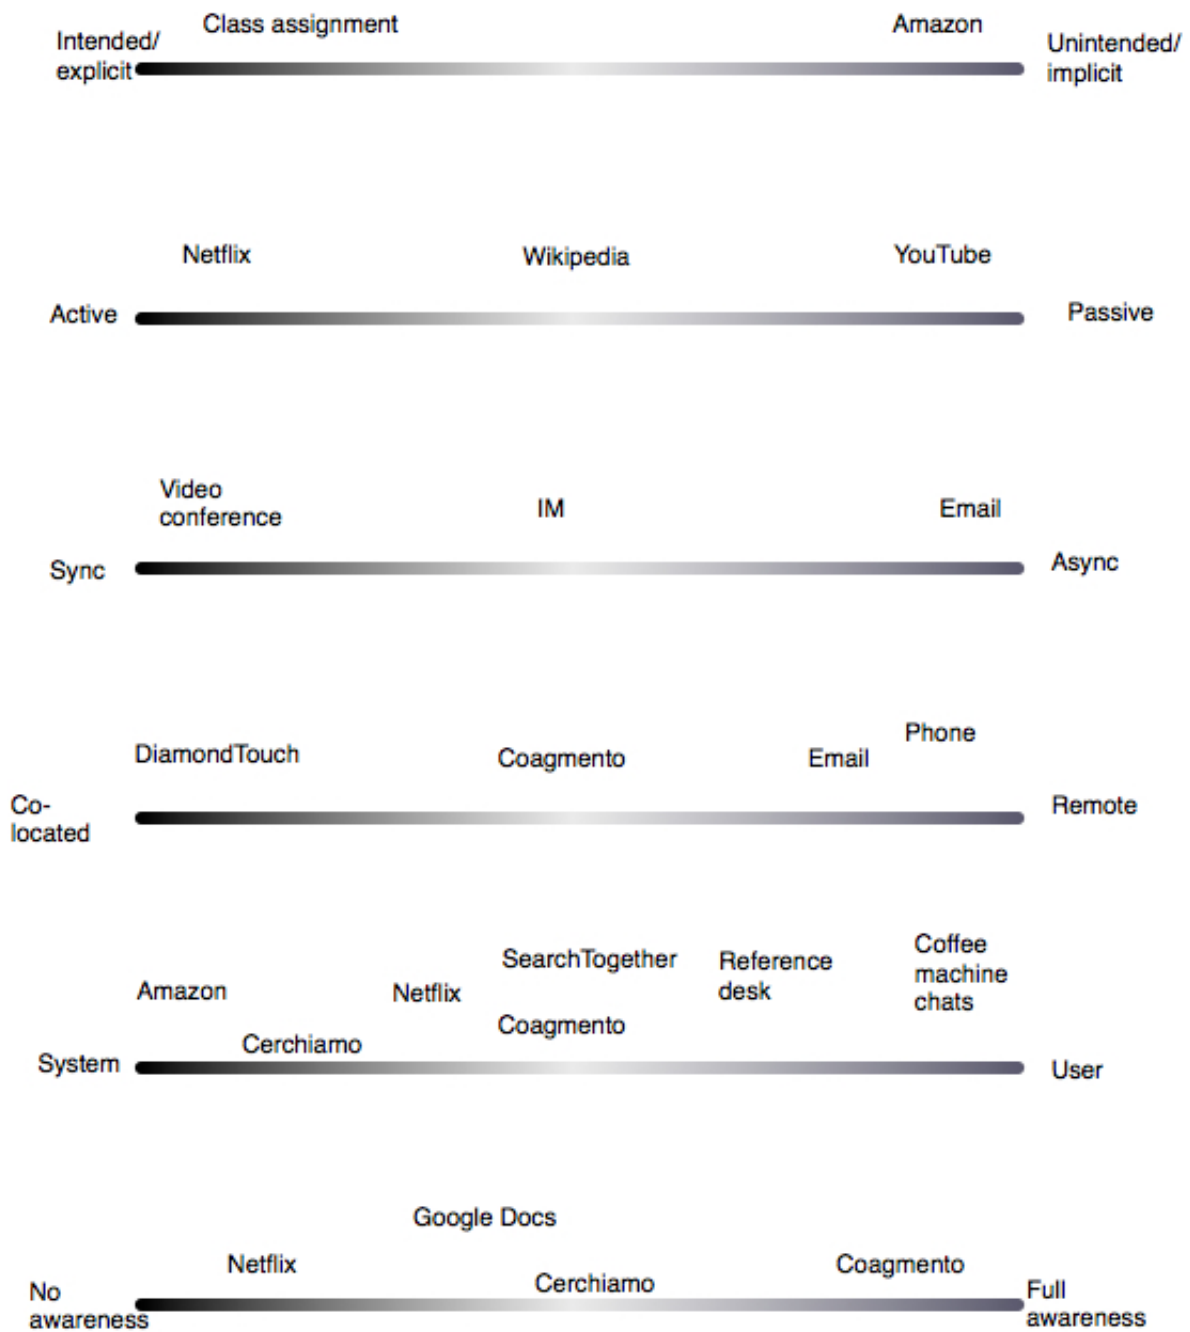 Class assignment
Amazon
Intended/
explicit
Unintended/
implicit
Netflix
Wikipedia
YouTube
Active
Passive
Video
conference
IM
Email
Sync
Async
DiamondTouch
Coagmento
Email
Phone
Co-
located
Remote
Amazon
Cerchiamo
Netflix
SearchTogether
Coagmento
Reference
desk
Coffee
machine
chats
System
User
Google Docs
Netflix
Cerchiamo
Coagmento
No
awareness
Full
awareness